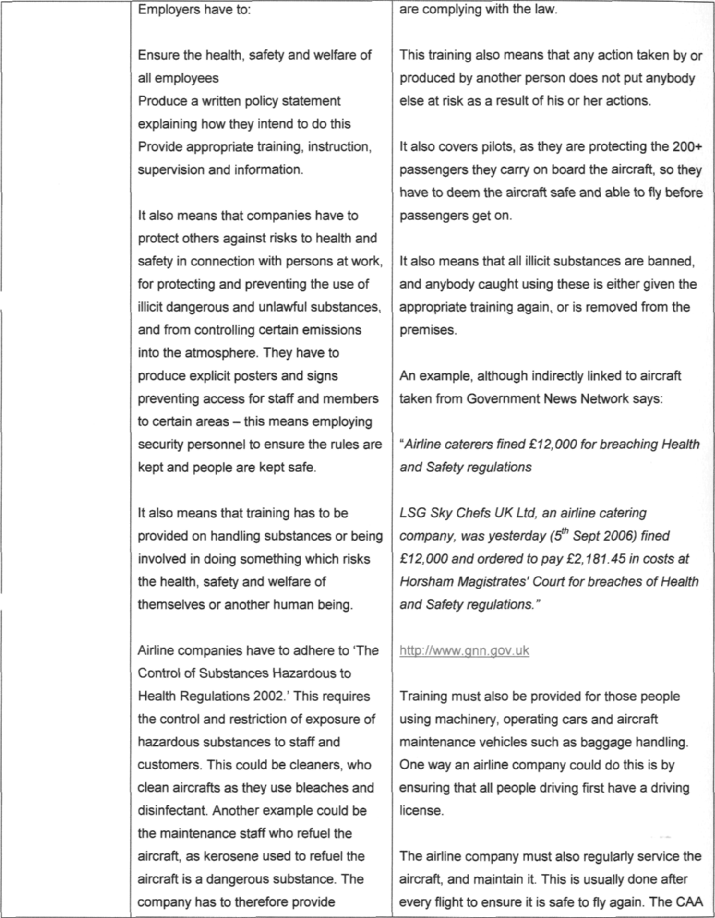 Employers have to:
Ensure the health, safety and welfare of
all employees
Produce a written policy statement
explaining how they intend to do this
Provide appropriate training, instruction,
supervision and information.
It also means that companies have to
protect others against risks to health and
safety in connection with persons at work,
for protecting and preventing the use of
illicit dangerous and unlawful substances,
and from controlling certain emissions
into the atmosphere. They have to
produce explicit posters and signs
preventing access for staff and members
to certain areas – this means employing
security personnel to ensure the rules are
kept and people are kept safe.
It also means that training has to be
provided on handling substances or being
involved in doing something which risks
the health, safety and welfare of
themselves or another human being.
Airline companies have to adhere to 'The
Control of Substances Hazardous to
Health Regulations 2002.' This requires
the control and restriction of exposure of
hazardous substances to staff and
customers. This could be cleaners, who
clean aircrafts as they use bleaches and
disinfectant. Another example could be
the maintenance staff who refuel the
aircraft, as kerosene used to refuel the
aircraft is a dangerous substance. The
company has to therefore provide
are complying with the law.
This training also means that any action taken by or
produced by another person does not put anybody
else at risk as a result of his or her actions.
It also covers pilots, as they are protecting the 200+
passengers they carry on board the aircraft, so they
have to deem the aircraft safe and able to fly before
passengers get on.
It also means that all illicit substances are banned,
and anybody caught using these is either given the
appropriate training again, or is removed from the
premises.
An example, although indirectly linked to aircraft
taken from Government News Network says:
"Airline caterers fined £12,000 for breaching Health
and Safety regulations
LSG Sky Chefs UK Ltd, an airline catering
company, was yesterday (5th Sept 2006) fined
£12,000 and ordered to pay £2,181.45 in costs at
Horsham Magistrates' Court for breaches of Health
and Safety regulations."
http://www.gnn.gov.uk
Training must also be provided for those people
using machinery, operating cars and aircraft
maintenance vehicles such as baggage handling.
One way an airline company could do this is by
ensuring that all people driving first have a driving
license.
The airline company must also regularly service the
aircraft, and maintain it. This is usually done after
every flight to ensure it is safe to fly again. The CAA